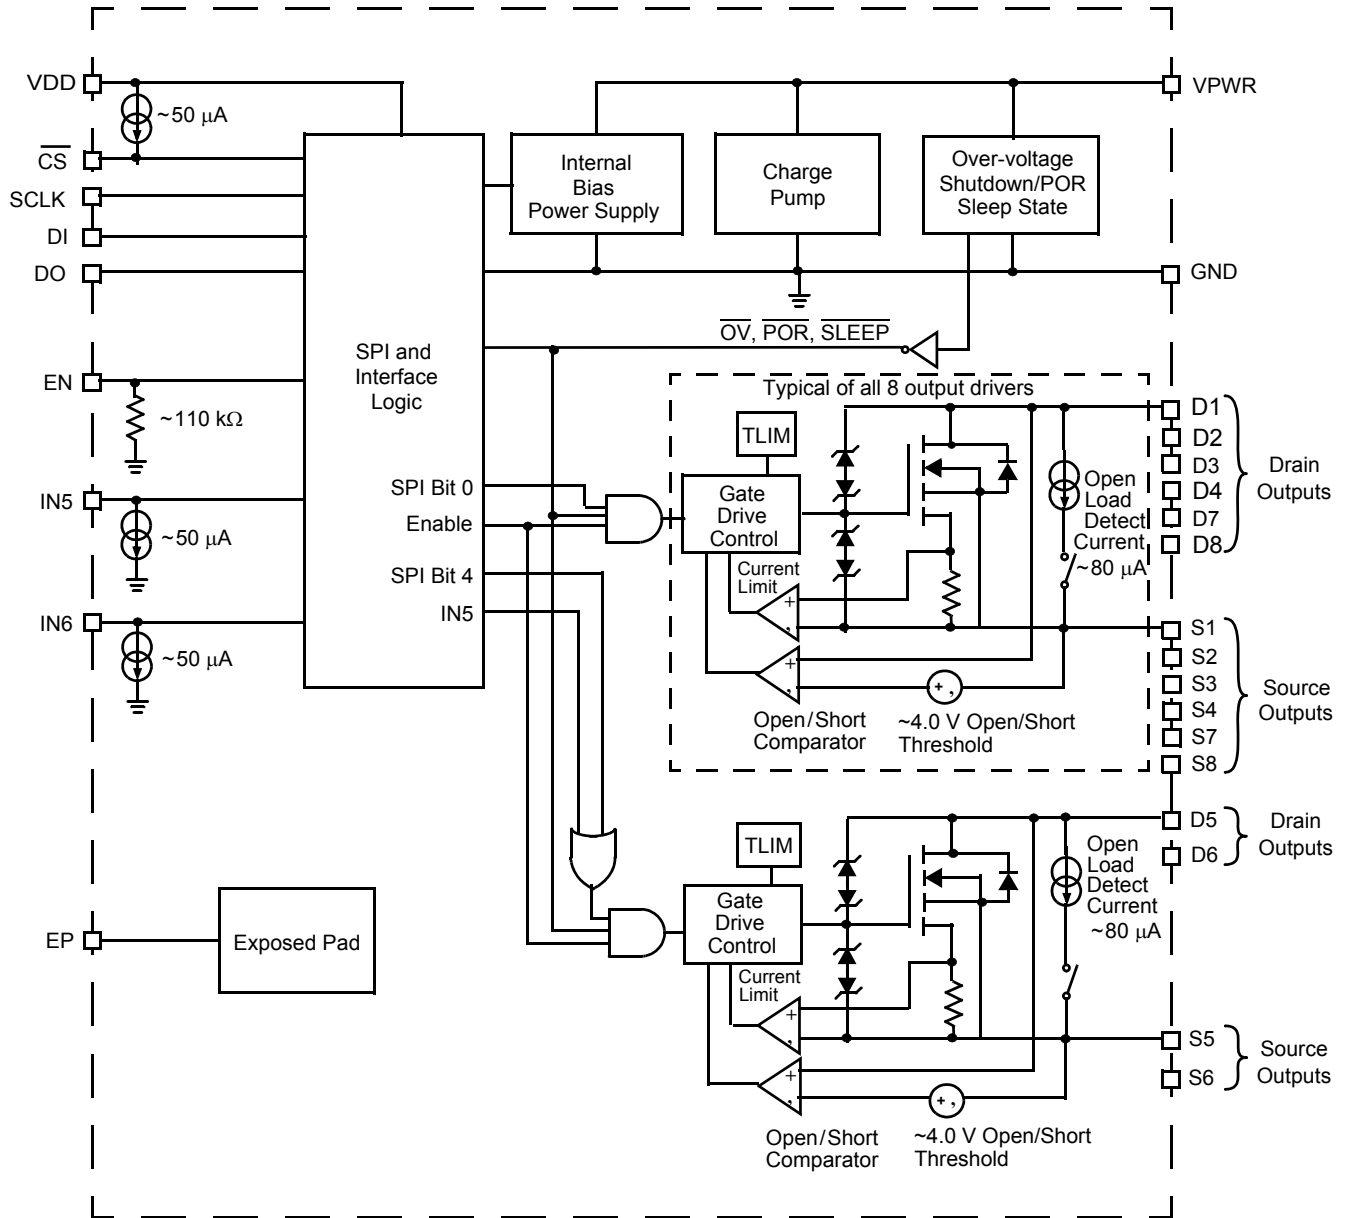 VDD
~50 μA
CS
SCLK
DI
DO
EN
~110 kΩ
IN5
~50 μA
IN6
~50 μA
EP
Exposed Pad
SPI and
Interface
Logic
SPI Bit 0
Enable
SPI Bit 4
IN5
Internal
Bias
Power Supply
Charge
Pump
Over-voltage
Shutdown/POR
Sleep State
VPWR
GND
OV, POR, SLEEP
Typical of all 8 output drivers
TLIM
Gate
Drive
Control
Current
Limit
+
,
+
,
Open/Short
Comparator
+ ,
~4.0 V Open/Short
Threshold
Open
Load
Detect
Current
~80 μA
D1
D2
D3
D4
D7
D8
Drain
Outputs
S1
S2
S3
S4
S7
S8
Source
Outputs
TLIM
Gate
Drive
Control
Current
Limit
+
,
+
,
Open/Short
Comparator
+ ,
~4.0 V Open/Short
Threshold
Open
Load
Detect
Current
~80 μA
D5
D6
Drain
Outputs
S5
S6
Source
Outputs